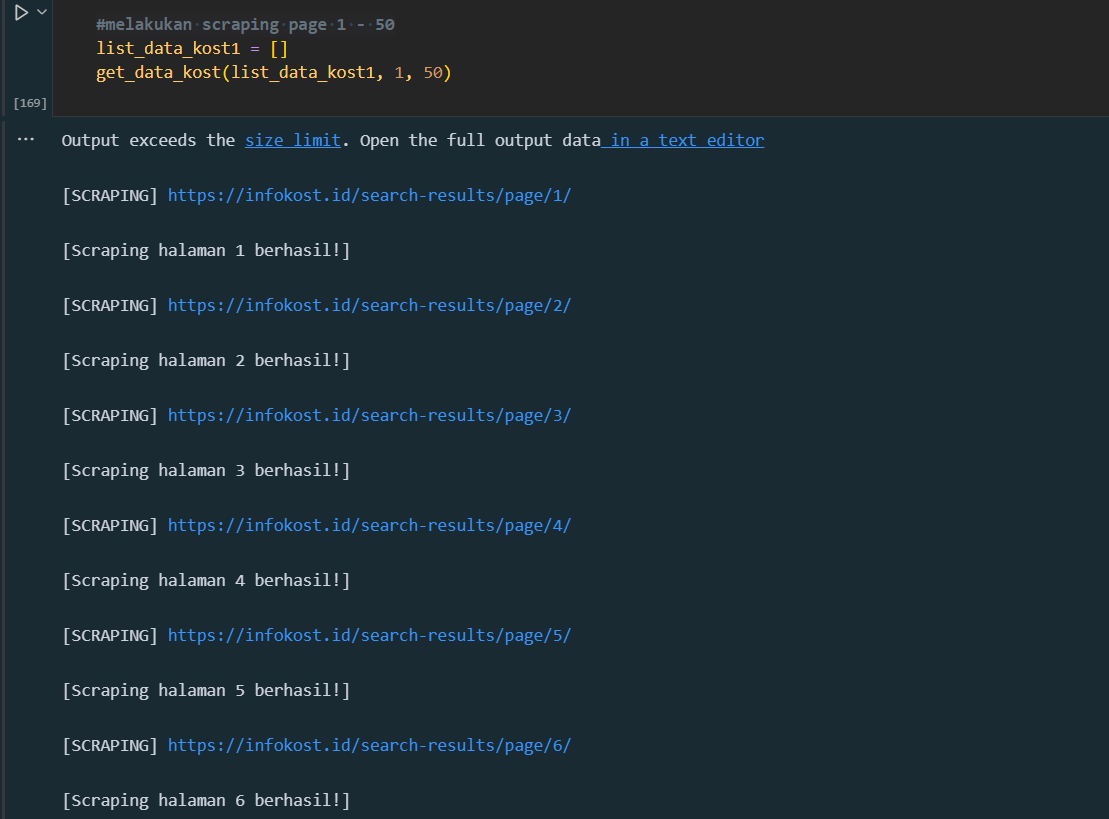 #melakukan scraping page 1 - 50
list_data_kost1 = []
get_data_kost(list_data_kost1, 1, 50)
[169]
Output exceeds the size limit. Open the full output data in a text editor
[SCRAPING] https://infokost.id/search-results/page/1/
[Scraping halaman 1 berhasil!]
[SCRAPING] https://infokost.id/search-results/page/2/
[Scraping halaman 2 berhasil!]
[SCRAPING] https://infokost.id/search-results/page/3/
[Scraping halaman 3 berhasil!]
[SCRAPING] https://infokost.id/search-results/page/4/
[Scraping halaman 4 berhasil!]
[SCRAPING] https://infokost.id/search-results/page/5/
[Scraping halaman 5 berhasil!]
[SCRAPING] https://infokost.id/search-results/page/6/
[Scraping halaman 6 berhasil!]